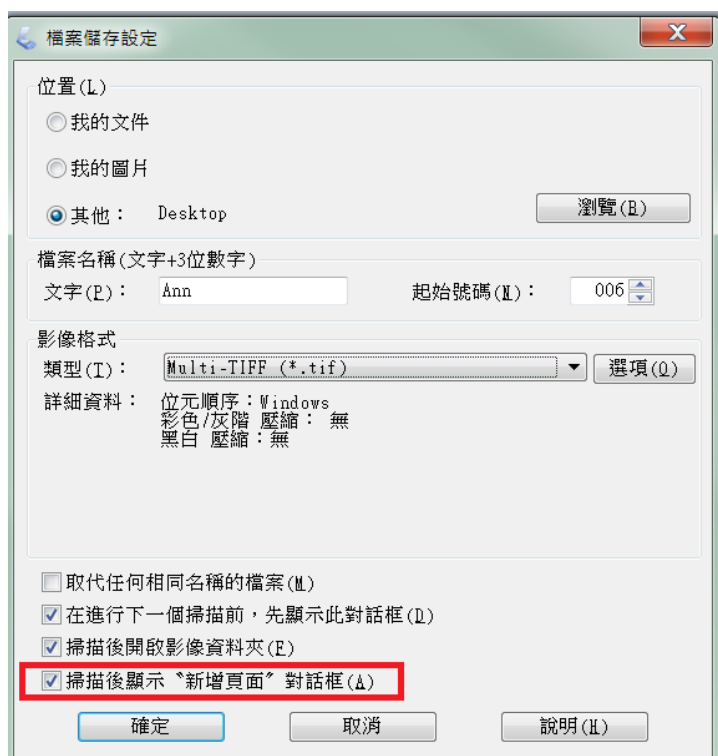 檔案儲存設定
位置(L)
我的文件
我的圖片
其他： Desktop 瀏覽(B)
檔案名稱(文字+3位數字)
文字(P)： Ann 起始號碼(N)： 006
影像格式
類型(T)： Multi-TIFF (*.tif) 選項(O)
詳細資料： 位元順序：Windows
彩色/灰階 壓縮： 無
黑白 壓縮：無
取代任何相同名稱的檔案(M)
在進行下一個掃描前，先顯示此對話框(D)
掃描後開啟影像資料夾(F)
掃描後顯示〝新增頁面〞對話框(A)
確定 取消 說明(H)